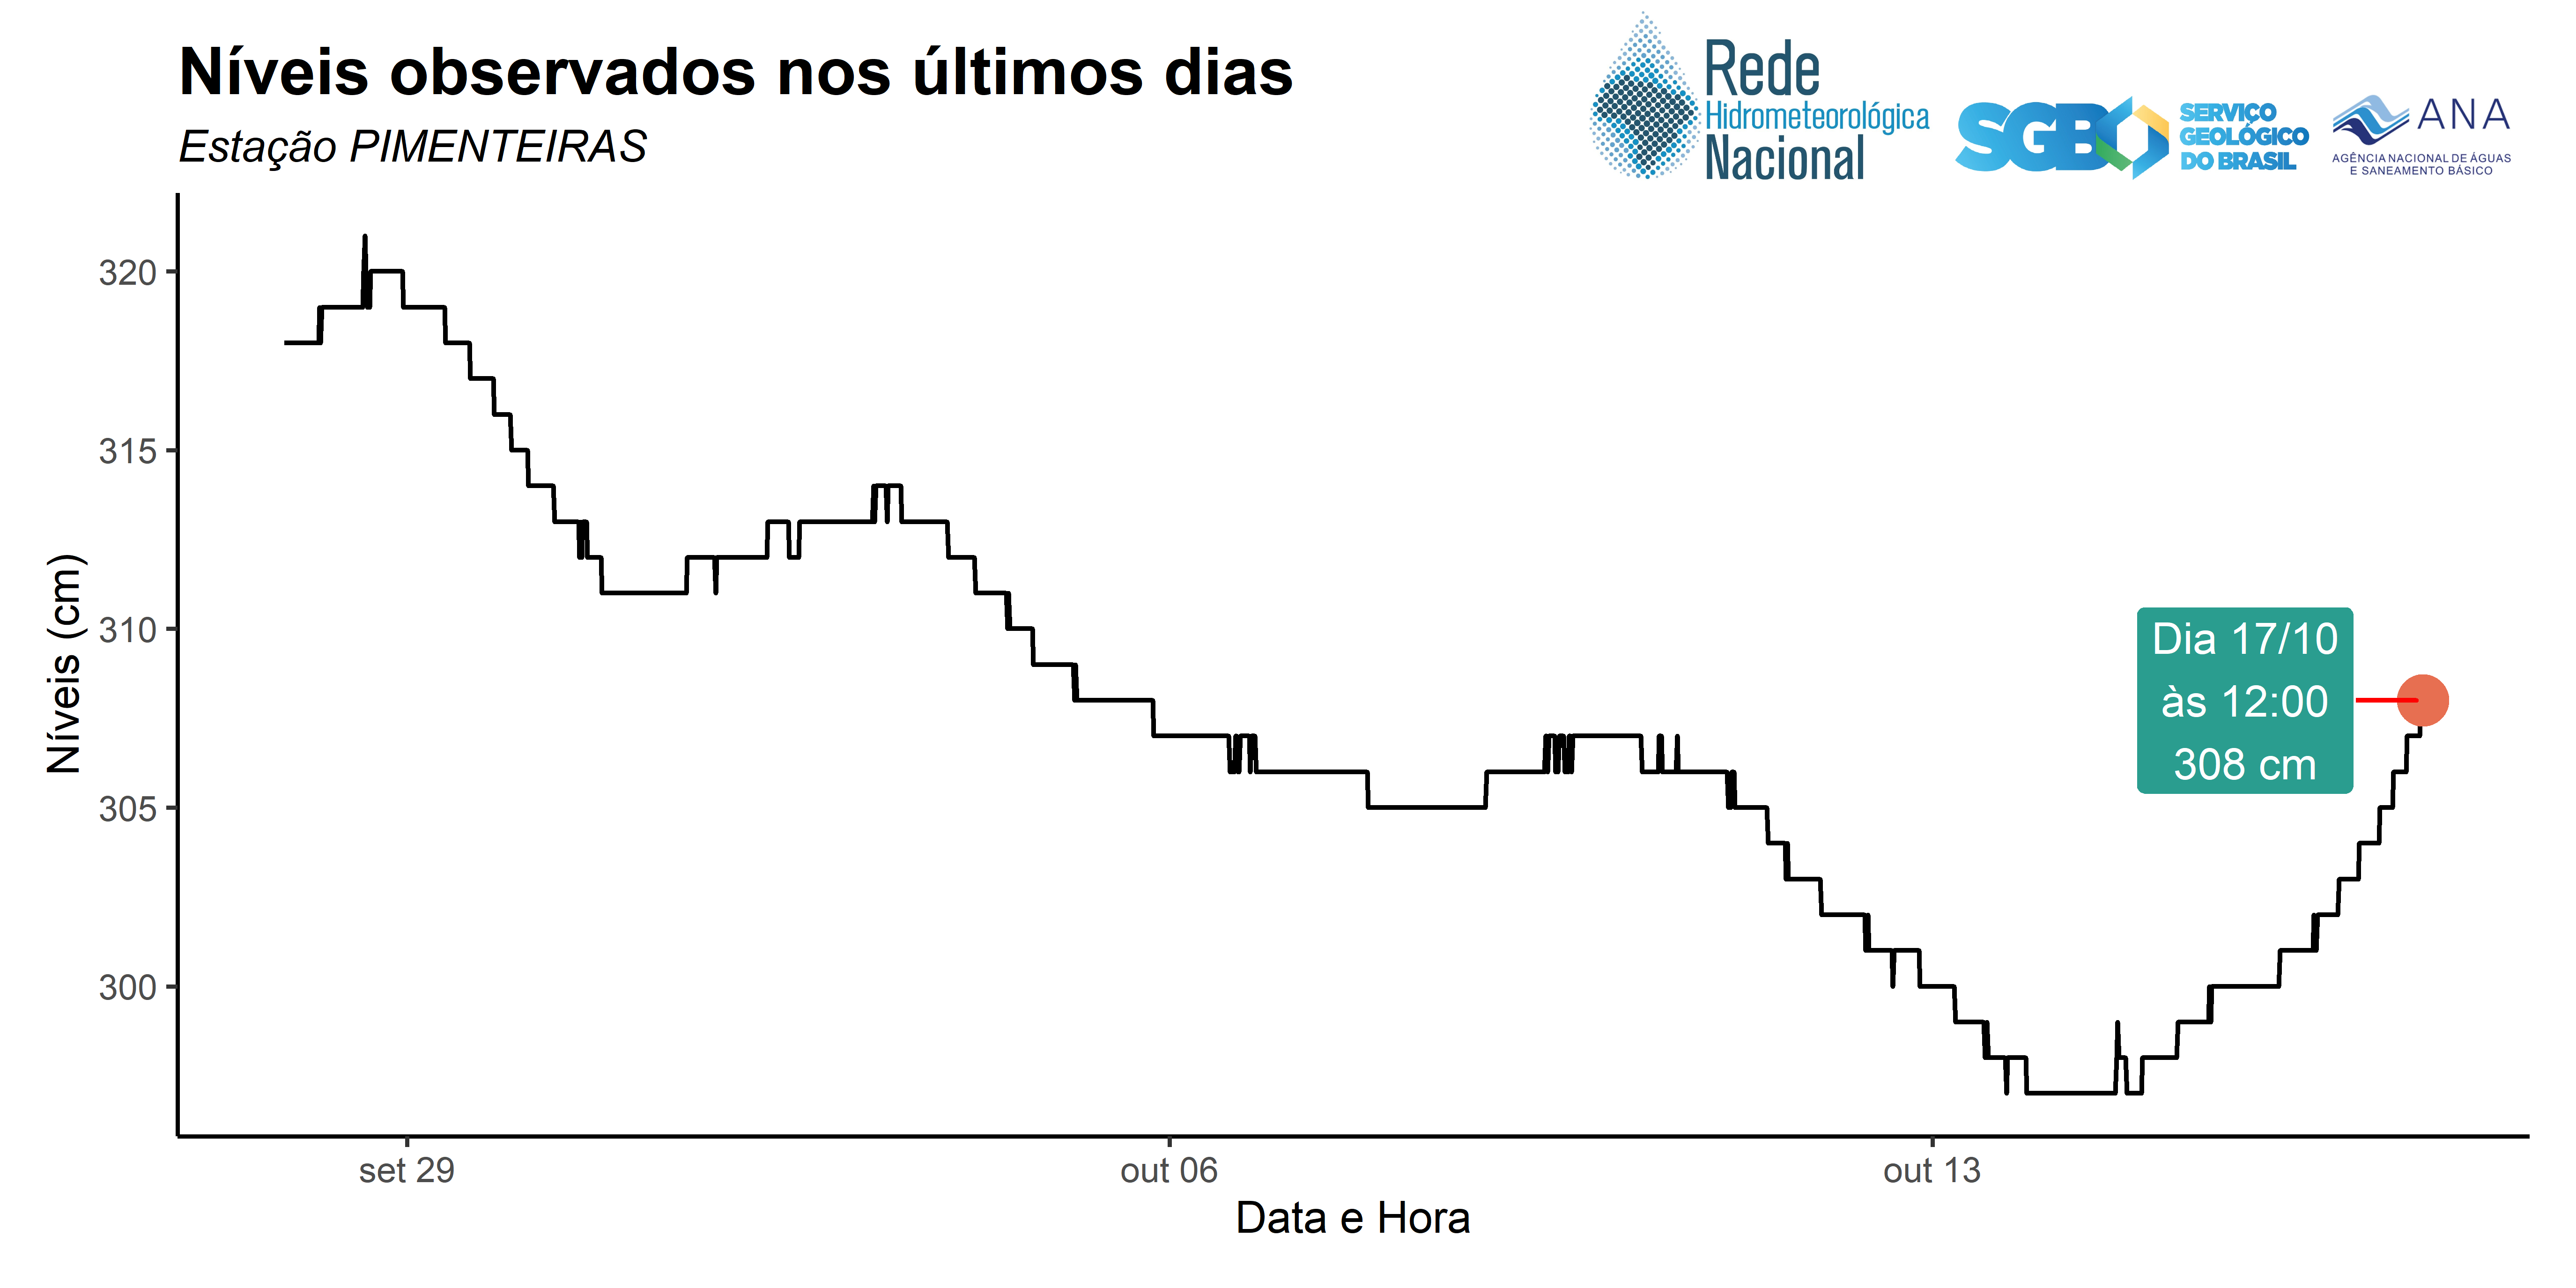 Níveis observados nos últimos dias
Estação PIMENTEIRAS
Rede
Hidrometeorológica
Nacional
SGB
SERVIÇO
GEOLÓGICO
DO BRASIL
ANA
AGÊNCIA NACIONAL DE ÁGUAS
E SANEAMENTO BÁSICO
Níveis (cm)
320
315
310
305
300
Dia 17/10
às 12:00
308 cm
set 29
out 06
out 13
Data e Hora